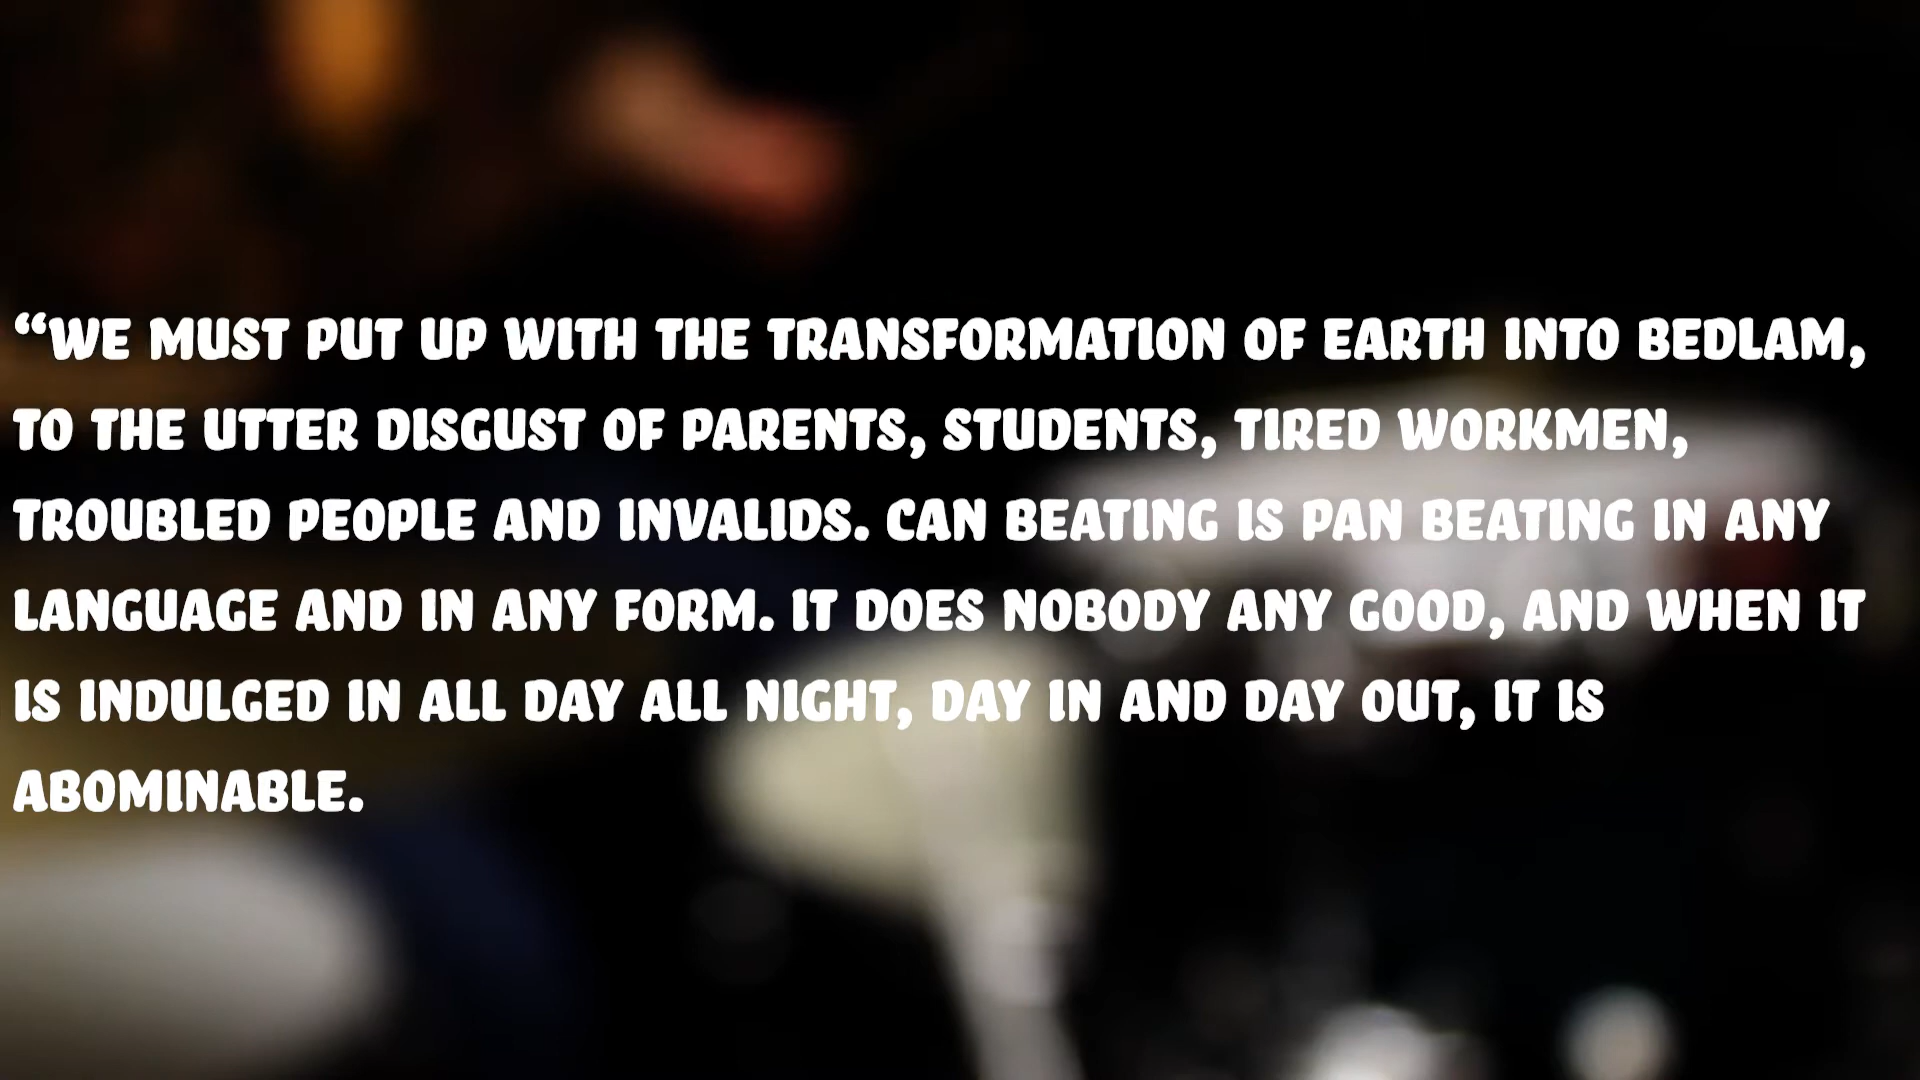 “WE MUST PUT UP WITH THE TRANSFORMATION OF EARTH INTO BEDLAM,
TO THE UTTER DISGUST OF PARENTS, STUDENTS, TIRED WORKMEN,
TROUBLED PEOPLE AND INVALIDS. CAN BEATING IS PAN BEATING IN ANY
LANGUAGE AND IN ANY FORM. IT DOES NOBODY ANY GOOD, AND WHEN IT
IS INDULGED IN ALL DAY ALL NIGHT, DAY IN AND DAY OUT, IT IS
ABOMINABLE.